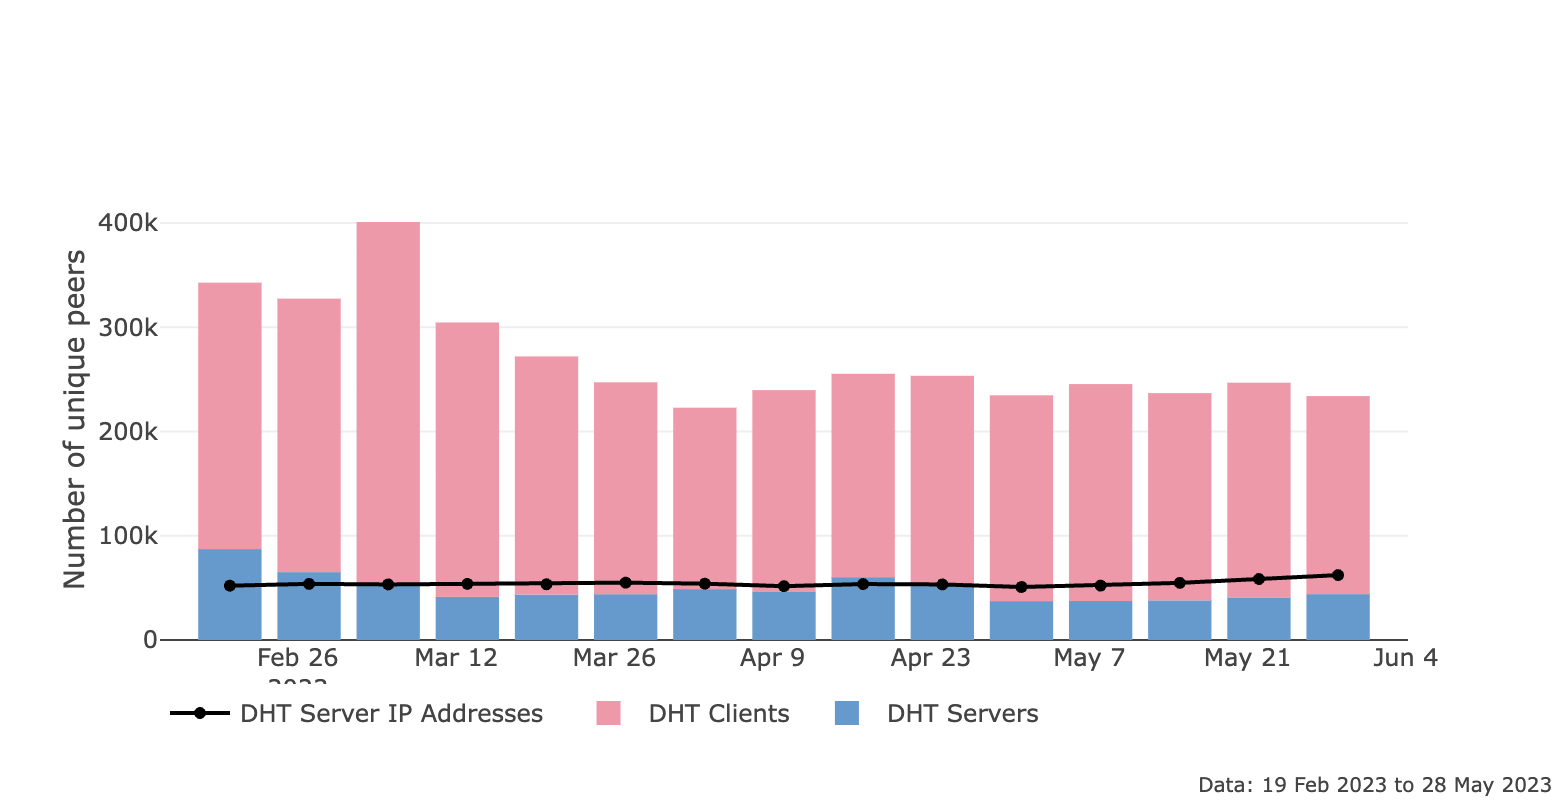 400k
300k
200k
100k
0
Number of unique peers
Feb 26 Mar 12 Mar 26 Apr 9 Apr 23 May 7 May 21 Jun 4
DHT Server IP Addresses DHT Clients DHT Servers
Data: 19 Feb 2023 to 28 May 2023